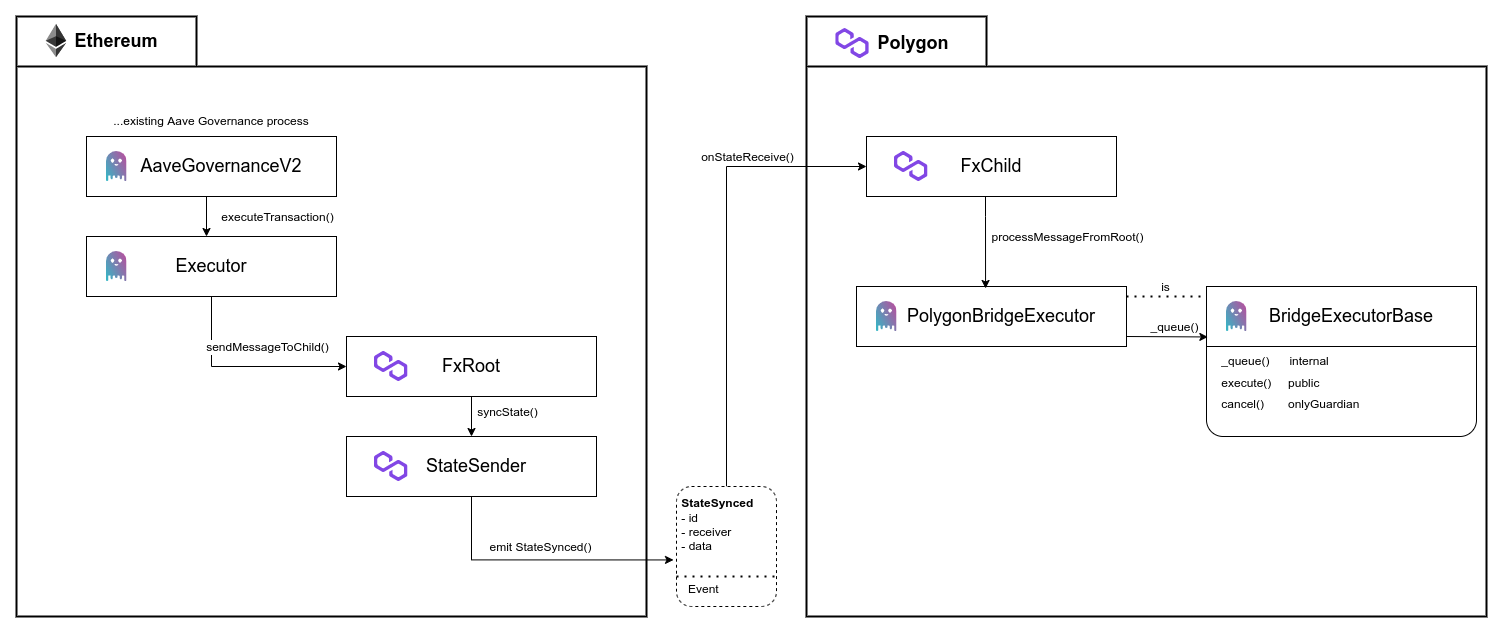 Ethereum
...existing Aave Governance process
AaveGovernanceV2
executeTransaction()
Executor
sendMessageToChild()
FxRoot
syncState()
StateSender
emit StateSynced()
StateSynced
- id
- receiver
- data
Event
onStateReceive()
Polygon
FxChild
processMessageFromRoot()
PolygonBridgeExecutor
is
_queue()
BridgeExecutorBase
_queue() internal
execute() public
cancel() onlyGuardian